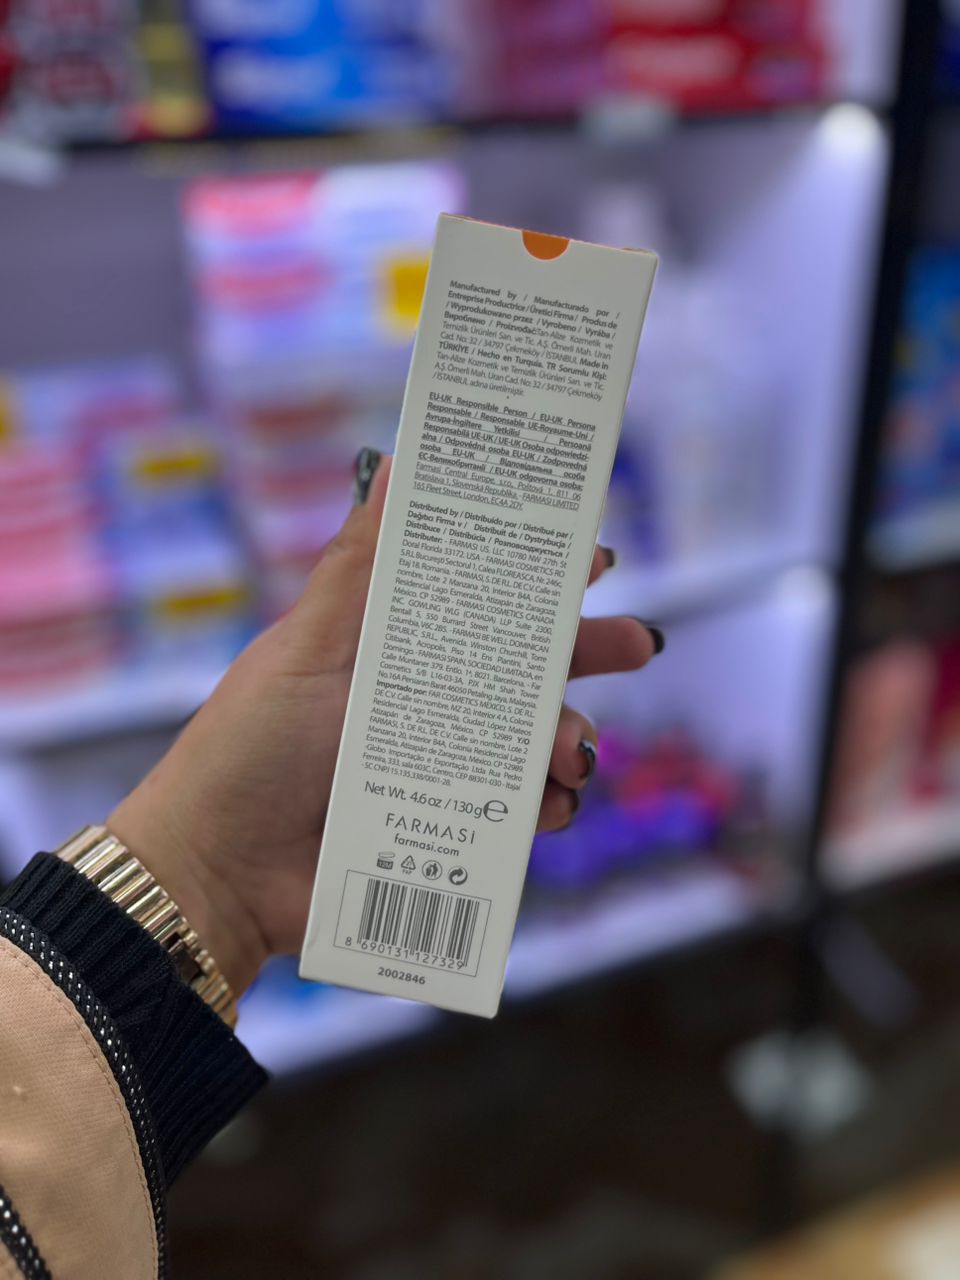 Manufactured by / Manufacturado por /
Entreprise Productrice / Üretici Firma / Produs de
/ Wyprodukowano przez / Vyrobeno / Výrába /
Вироблено / Proizvođač:Tan-Alize Kozmetik ve
Temizlik Ürünleri San. ve Tic. A.Ş. Ömerli Mah. Uran
Cad. No: 32 / 34797 Çekmeköy / İSTANBUL Made in
TÜRKİYE / Hecho en Turquía. TR Sorumlu Kişi:
Tan-Alize Kozmetik ve Temizlik Ürünleri San. ve Tic.
A.Ş. Ömerli Mah. Uran Cad. No: 32 / 34797 Çekmeköy
/ İSTANBUL adına üretilmiştir.
EU-UK Responsible Person / EU-UK Persona
Responsable / Responsable UE-Royaume-Uni /
Avrupa-İngiltere Yetkilisi / Persoană
Responsabilă UE-UK / UE-UK Osoba odpowiedzi-
alna / Odpovědná osoba EU-UK / Zodpovedná
osoba EU-UK / Відповідальна особа
ЄС-Великобританії / EU-UK odgovorna osoba:
Farmasi Central Europe, s.r.o., Poštová 1, 811 06
Bratislava 1, Slovenská Republika, - FARMASI LIMITED
165 Fleet Street, London, EC4A 2DY.
Distributed by / Distribuido por / Distribué par /
Dağıtıcı Firma v / Distribuit de / Dystrybucja /
Distribuce / Distribúcia / Розповсюджується /
Distributer: - FARMASI US, LLC 10780 NW 27th St
Doral Florida 33172. USA - FARMASI COSMETICS RO
S.R.L București Sectorul 1, Calea FLOREASCA, Nr. 246c,
Etaj 18. Romania. - FARMASI, S. DE R.L. DE C.V. Calle sin
nombre, Lote 2 Manzana 20, Interior 84A, Colonia
Residencial Lago Esmeralda, Atizapán de Zaragoza,
México. CP 52989 - FARMASI COSMETICS CANADA
INC. GOWLING WLG (CANADA) LLP Suite 2300,
Bentall 5, 550 Burrard Street Vancouver, British
Columbia, V6C 2B5. - FARMASI BE WELL DOMINICAN
REPUBLIC, S.R.L., Avenida. Winston Churchill, Torre
Citibank, Acropolis, Piso 14 Ens Piantini, Santo
Domingo - FARMASI SPAIN, SOCIEDAD LIMITADA, en
Calle Muntaner 379. Entlo. 1ª, 8021. Barcelona. - Far
Cosmetics S/B L16-03-3A, PJX HM Shah Tower
No.16A Persiaran Barat 46050 Petaling Jaya, Malaysia.
Importado por: FAR COSMETICS MÉXICO, S. DE R.L.
DE C.V. Calle sin nombre, MZ 20, Interior 4 A, Colonia
Residencial Lago Esmeralda, Ciudad López Mateos
Atizapán de Zaragoza, México. CP 52989 Y/O
FARMASI, S. DE R.L. DE C.V. Calle sin nombre, Lote 2
Manzana 20, Interior 84A, Colonia Residencial Lago
Esmeralda, Atizapán de Zaragoza, México. CP 52989.
-Globo Importação e Exportação Ltda Rua Pedro
Ferreira, 333, sala 603C, Centro, CEP 88301-030 - Itajaí
- SC CNPJ 15.135.338/0001-28.
Net Wt. 4.6 oz / 130 g ℮
FARMASİ
farmasi.com
12M
21
PAP
8 690131 127329
2002846